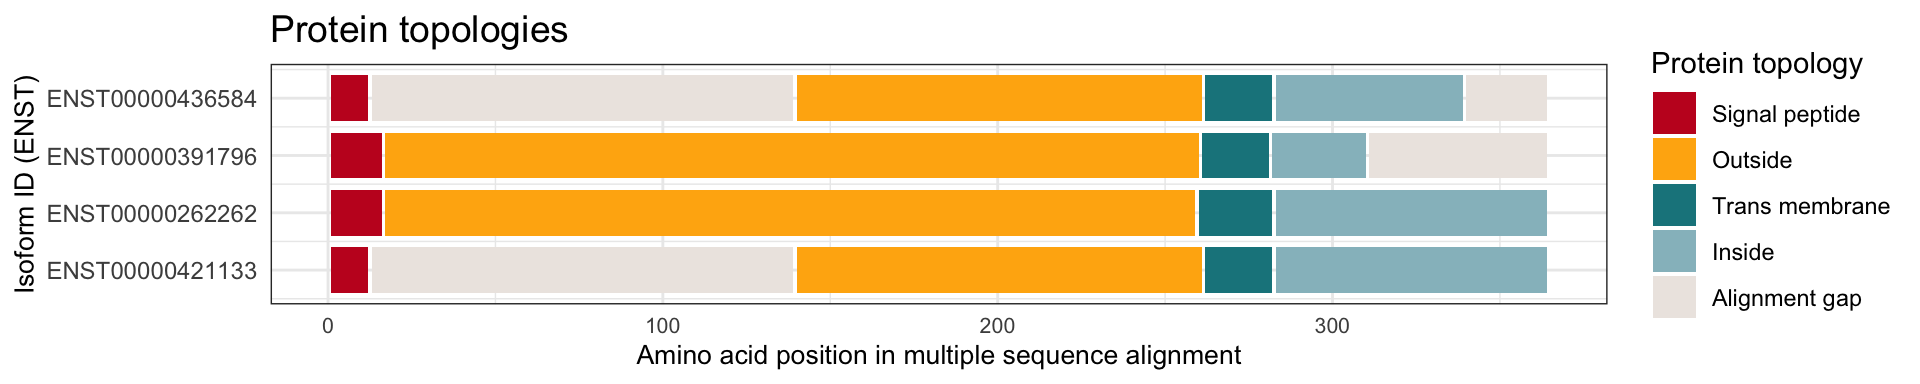 Protein topologies
Isoform ID (ENST)
ENST00000436584
ENST00000391796
ENST00000262262
ENST00000421133
0 100 200 300
Amino acid position in multiple sequence alignment
Protein topology
Signal peptide
Outside
Trans membrane
Inside
Alignment gap